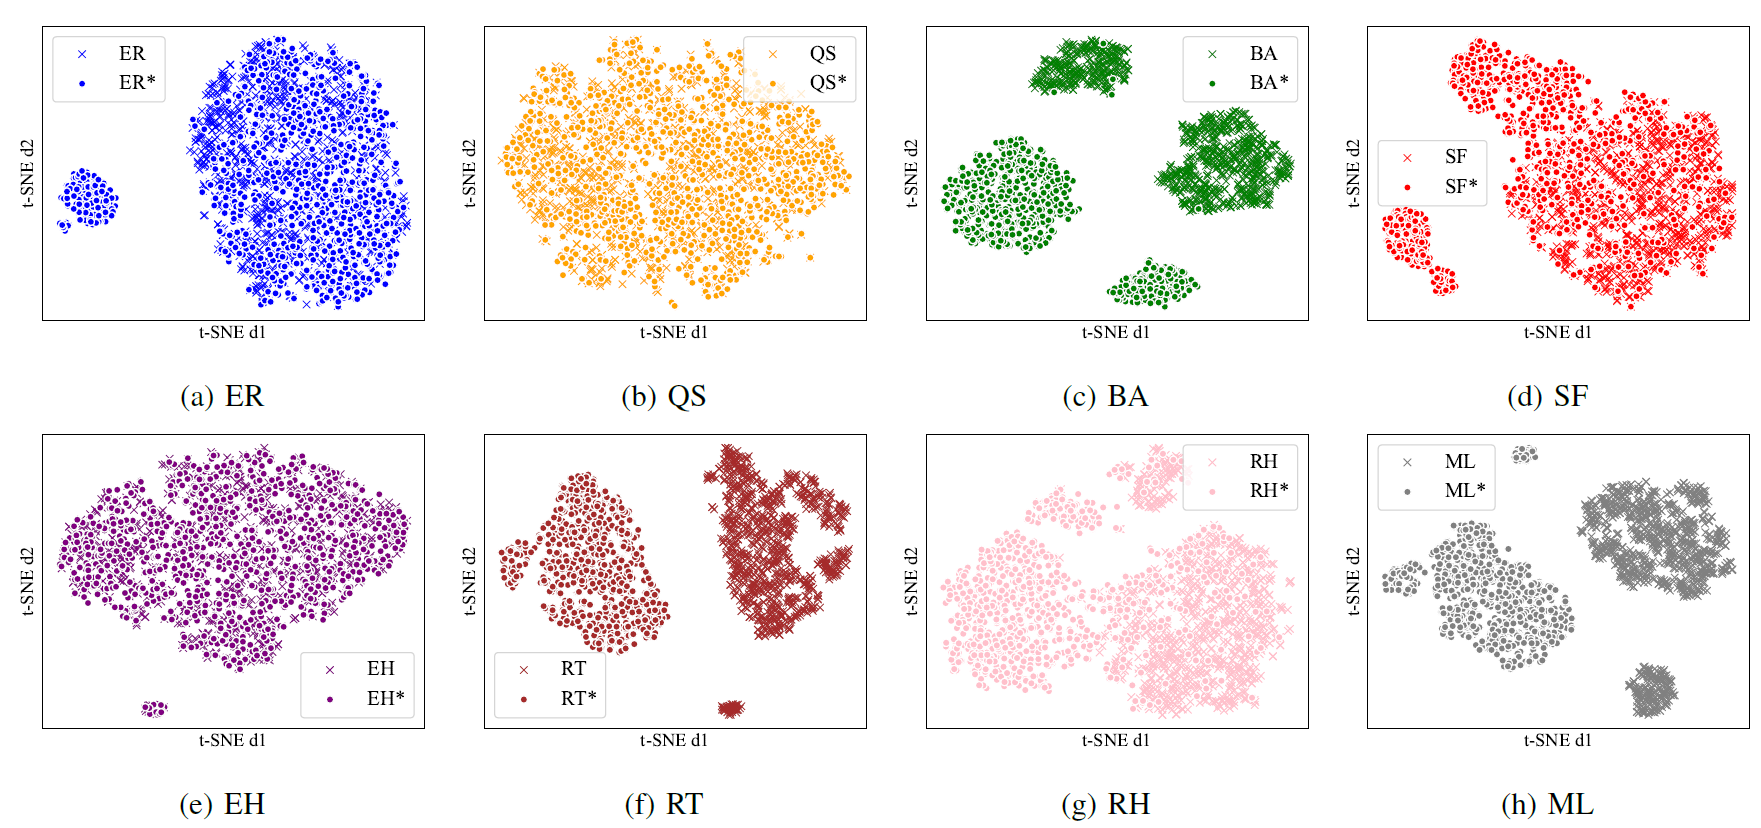 ER
ER*
t-SNE d2
t-SNE d1
(a) ER
QS
QS*
t-SNE d2
t-SNE d1
(b) QS
BA
BA*
t-SNE d2
t-SNE d1
(c) BA
SF
SF*
t-SNE d2
t-SNE d1
(d) SF
EH
EH*
t-SNE d2
t-SNE d1
(e) EH
RT
RT*
t-SNE d2
t-SNE d1
(f) RT
RH
RH*
t-SNE d2
t-SNE d1
(g) RH
ML
ML*
t-SNE d2
t-SNE d1
(h) ML